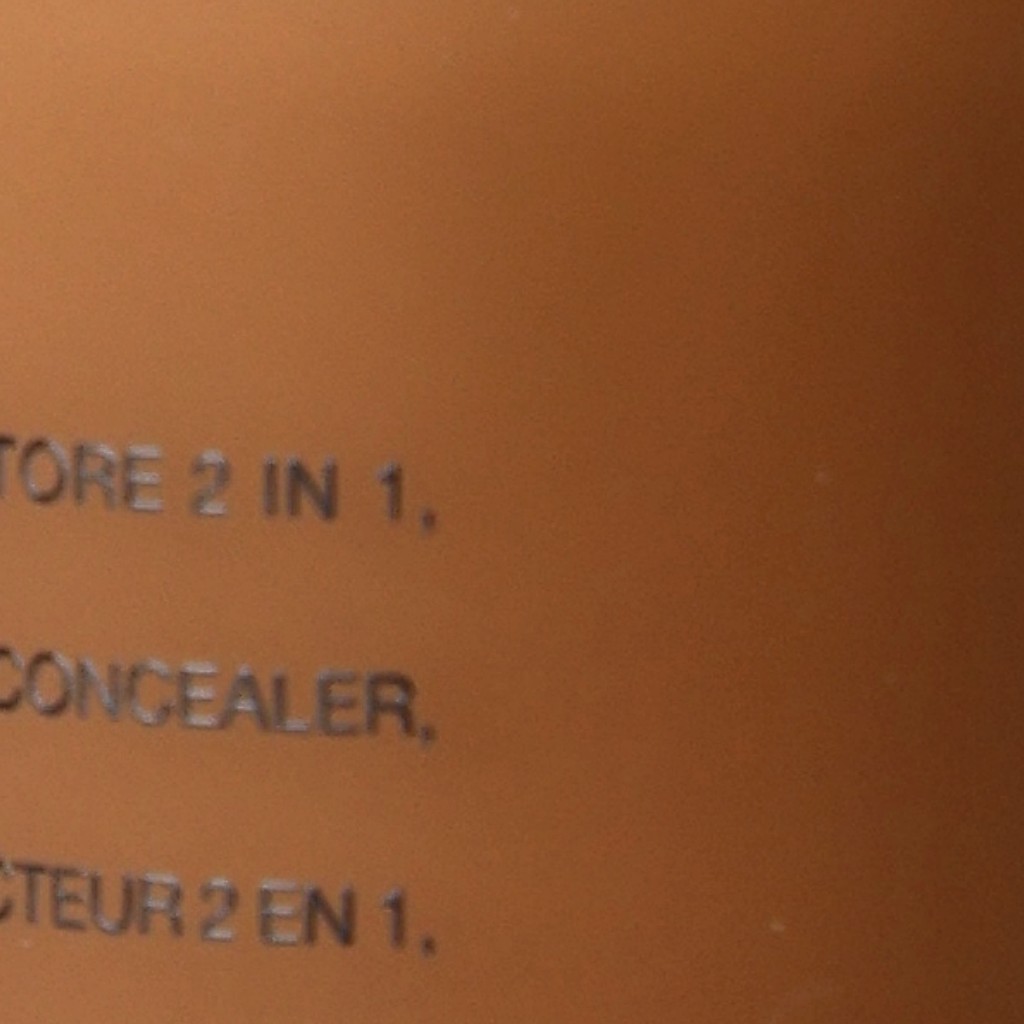 TORE 2 IN 1.
CONCEALER.
CTEUR 2 EN 1.